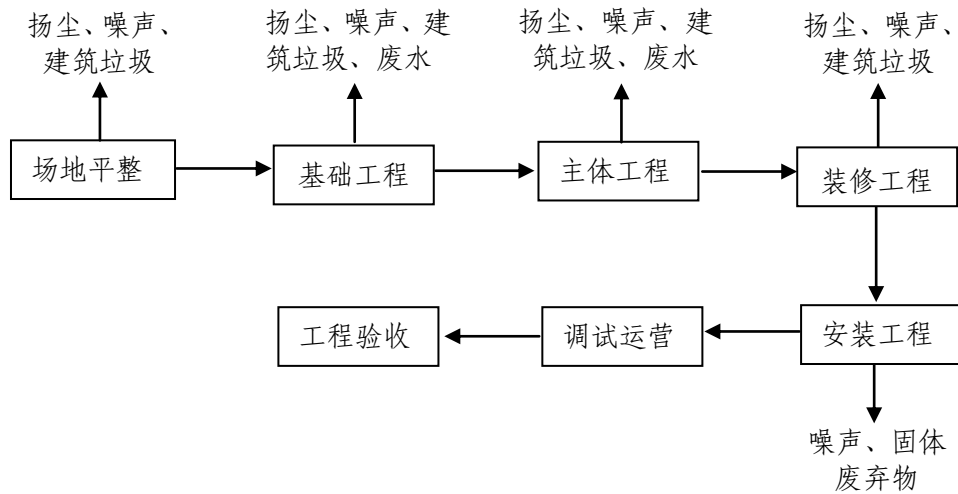 扬尘、噪声、
建筑垃圾
扬尘、噪声、建
筑垃圾、废水
扬尘、噪声、建
筑垃圾、废水
扬尘、噪声、
建筑垃圾
场地平整
基础工程
主体工程
装修工程
工程验收
调试运营
安装工程
噪声、固体
废弃物